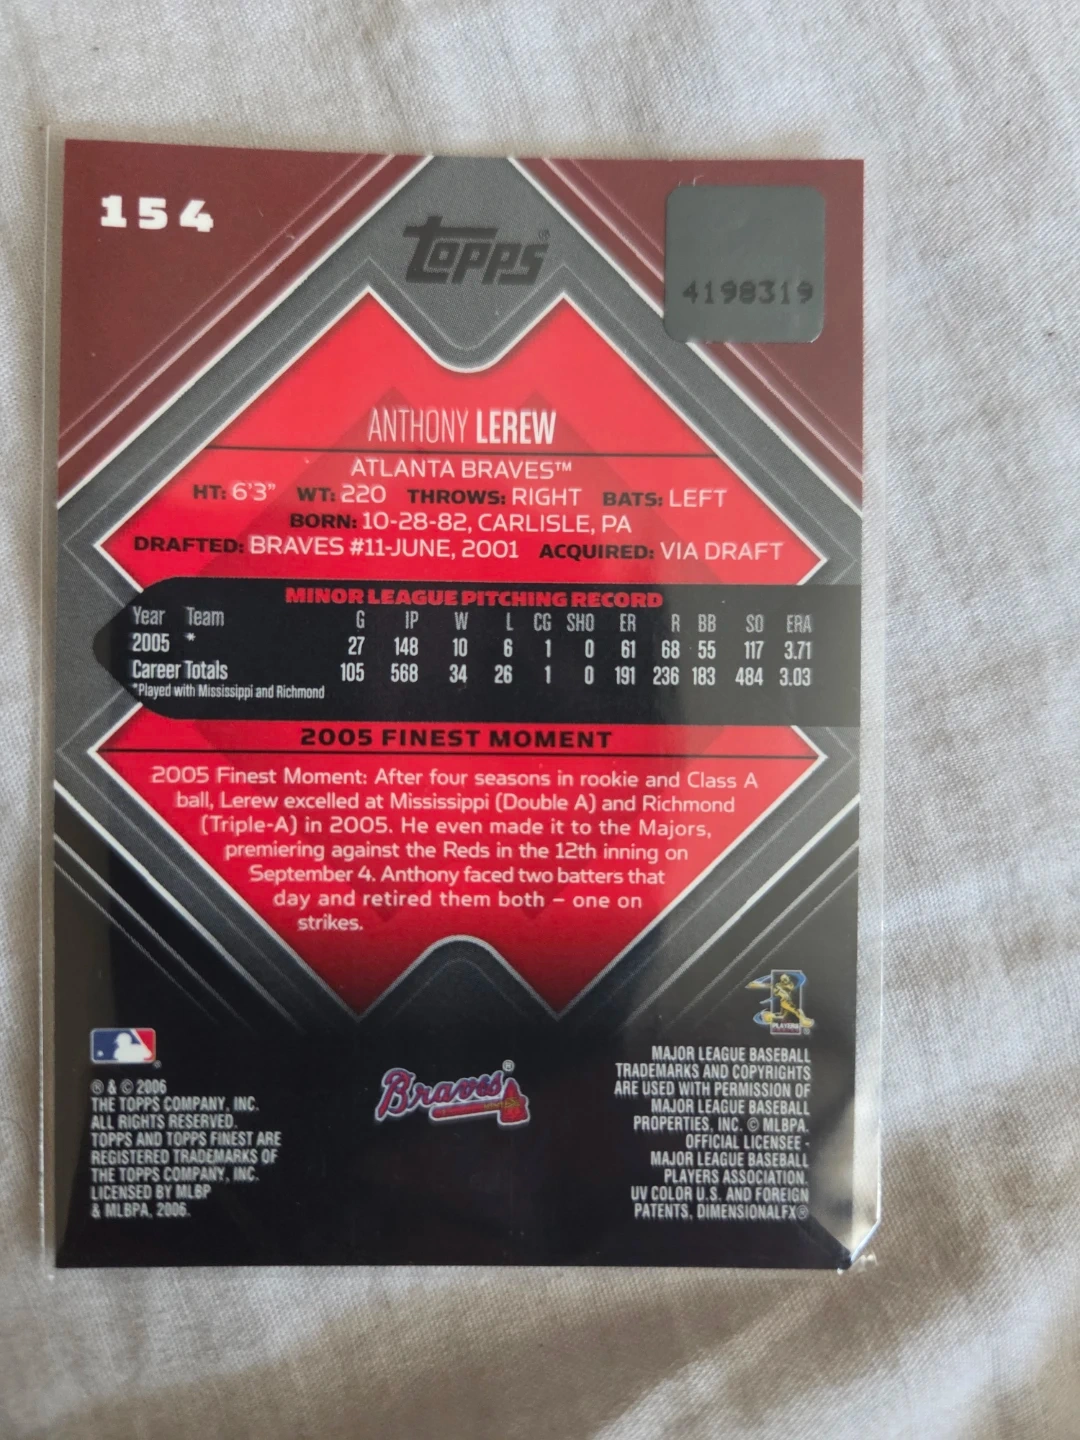 154
Topps®
4198319
ANTHONY LEREW
ATLANTA BRAVES™
HT: 6'3" WT: 220 THROWS: RIGHT BATS: LEFT
BORN: 10-28-82, CARLISLE, PA
DRAFTED: BRAVES #11-JUNE, 2001 ACQUIRED: VIA DRAFT
MINOR LEAGUE PITCHING RECORD
Year Team G IP W L CG SHO ER R BB SO ERA
2005 * 27 148 10 6 1 0 61 68 55 117 3.71
Career Totals 105 568 34 26 1 0 191 236 183 484 3.03
*Played with Mississippi and Richmond
2005 FINEST MOMENT
2005 Finest Moment: After four seasons in rookie and Class A
ball, Lerew excelled at Mississippi (Double A) and Richmond
(Triple-A) in 2005. He even made it to the Majors,
premiering against the Reds in the 12th inning on
September 4. Anthony faced two batters that
day and retired them both – one on
strikes.
® & © 2006
THE TOPPS COMPANY, INC.
ALL RIGHTS RESERVED.
TOPPS AND TOPPS FINEST ARE
REGISTERED TRADEMARKS OF
THE TOPPS COMPANY, INC.
LICENSED BY MLBP
& MLBPA, 2006.
Braves®
PLAYERS
MAJOR LEAGUE BASEBALL
TRADEMARKS AND COPYRIGHTS
ARE USED WITH PERMISSION OF
MAJOR LEAGUE BASEBALL
PROPERTIES, INC. © MLBPA.
OFFICIAL LICENSEE -
MAJOR LEAGUE BASEBALL
PLAYERS ASSOCIATION.
UV COLOR U.S. AND FOREIGN
PATENTS, DIMENSIONALFX®